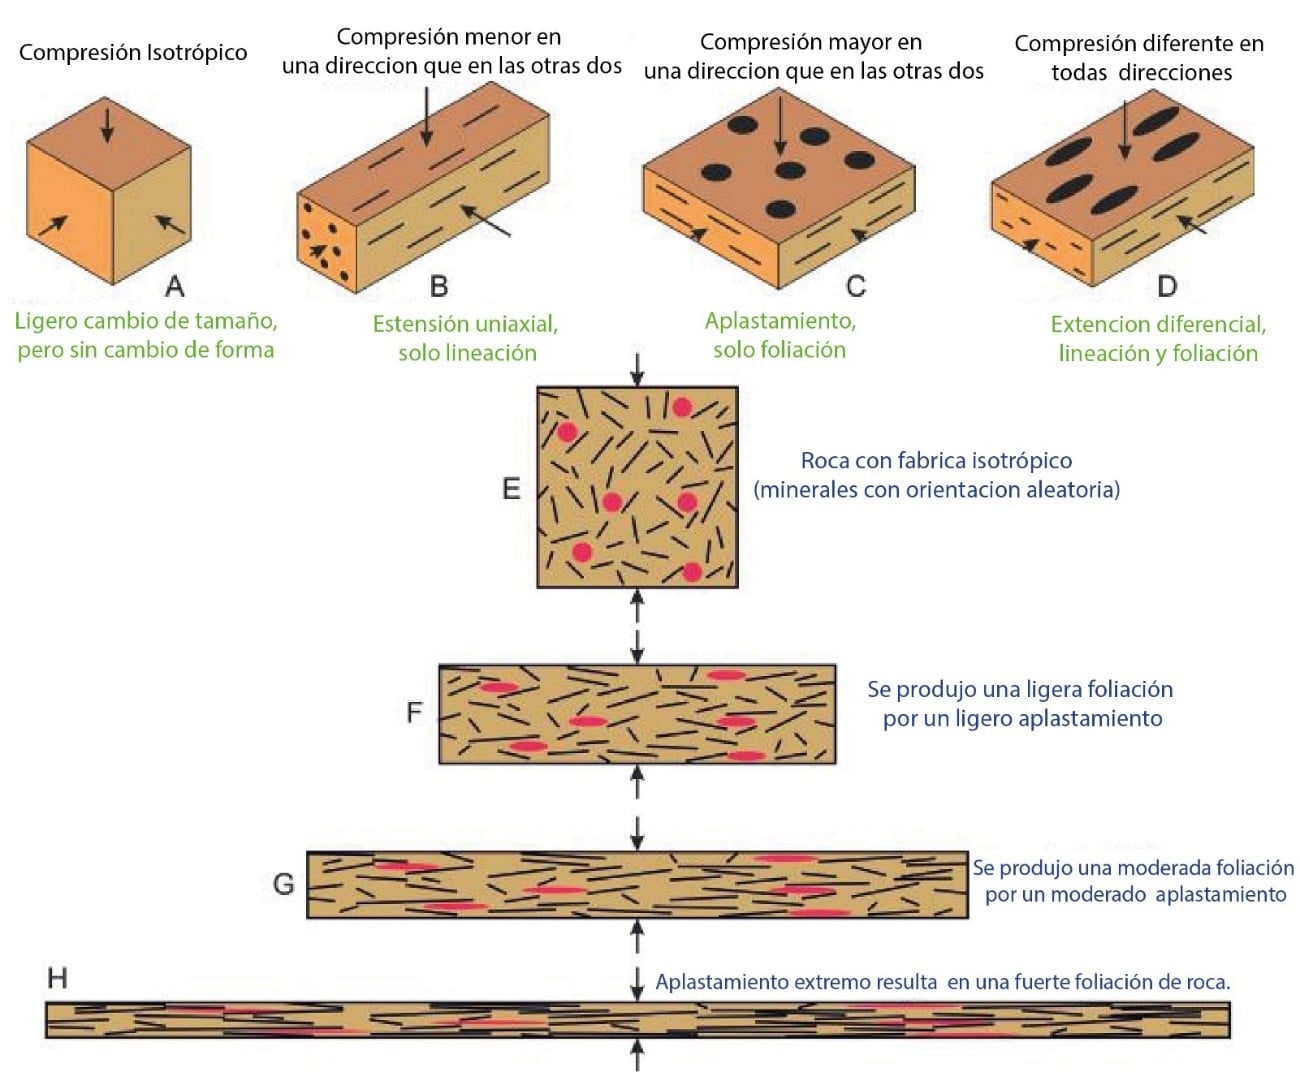 Compresión Isotrópico
Compresión menor en
una direccion que en las otras dos
Compresión mayor en
una direccion que en las otras dos
Compresión diferente en
todas direcciones
A
B
C
D
Ligero cambio de tamaño,
pero sin cambio de forma
Estensión uniaxial,
solo lineación
Aplastamiento,
solo foliación
Extencion diferencial,
lineación y foliación
E
Roca con fabrica isotrópico
(minerales con orientacion aleatoria)
F
Se produjo una ligera foliación
por un ligero aplastamiento
G
Se produjo una moderada foliación
por un moderado aplastamiento
H
Aplastamiento extremo resulta en una fuerte foliación de roca.